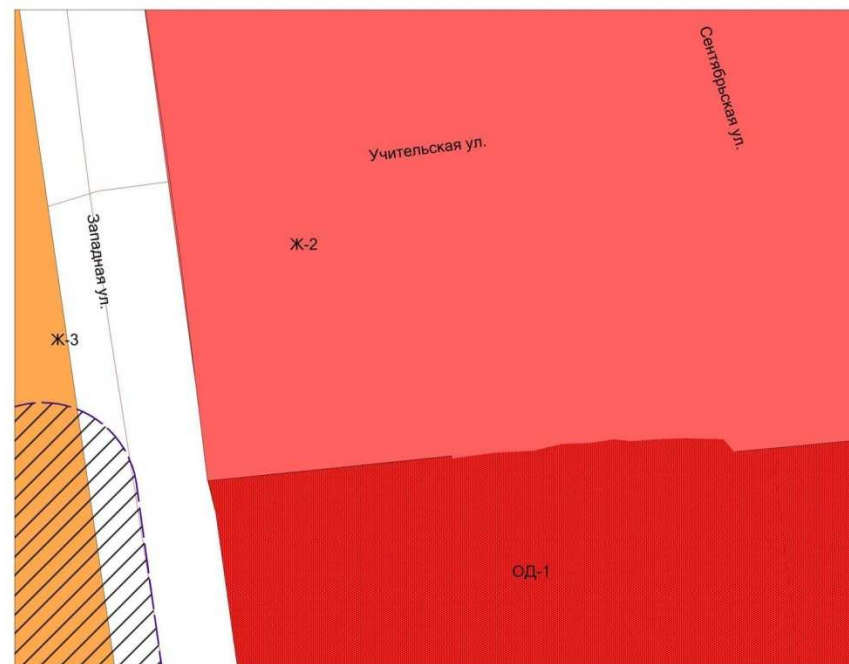 Сентябрьская ул.
Учительская ул.
Ж-2
Западная ул.
Ж-3
ОД-1